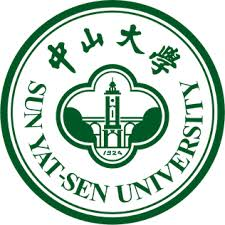 中山大學
SUN YAT-SEN UNIVERSITY
1924